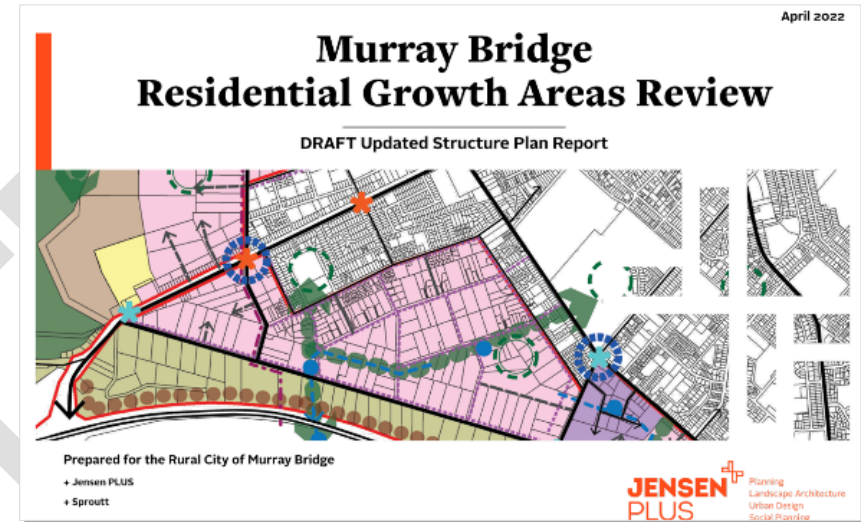 April 2022
Murray Bridge
Residential Growth Areas Review
DRAFT Updated Structure Plan Report
Prepared for the Rural City of Murray Bridge
+ Jensen PLUS
+ Sproutt
JENSEN
PLUS
Planning
Landscape Architecture
Urban Design
Social Planning